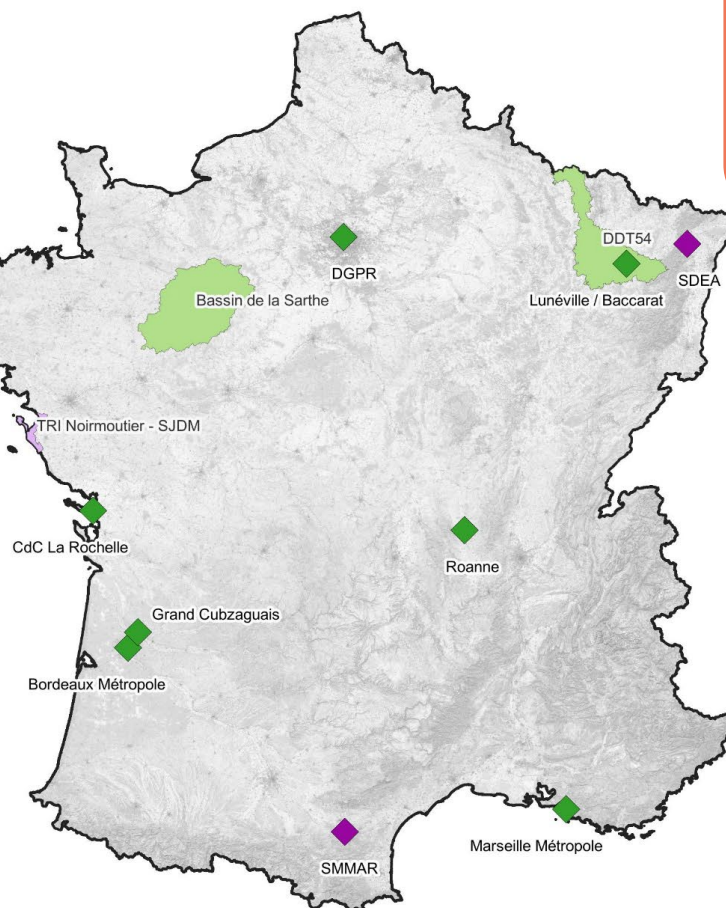 DDT54
DGPR
SDEA
Bassin de la Sarthe
Lunéville / Baccarat
TRI Noirmoutier - SJDM
CdC La Rochelle
Roanne
Grand Cubzaguais
Bordeaux Métropole
Marseille Métropole
SMMAR